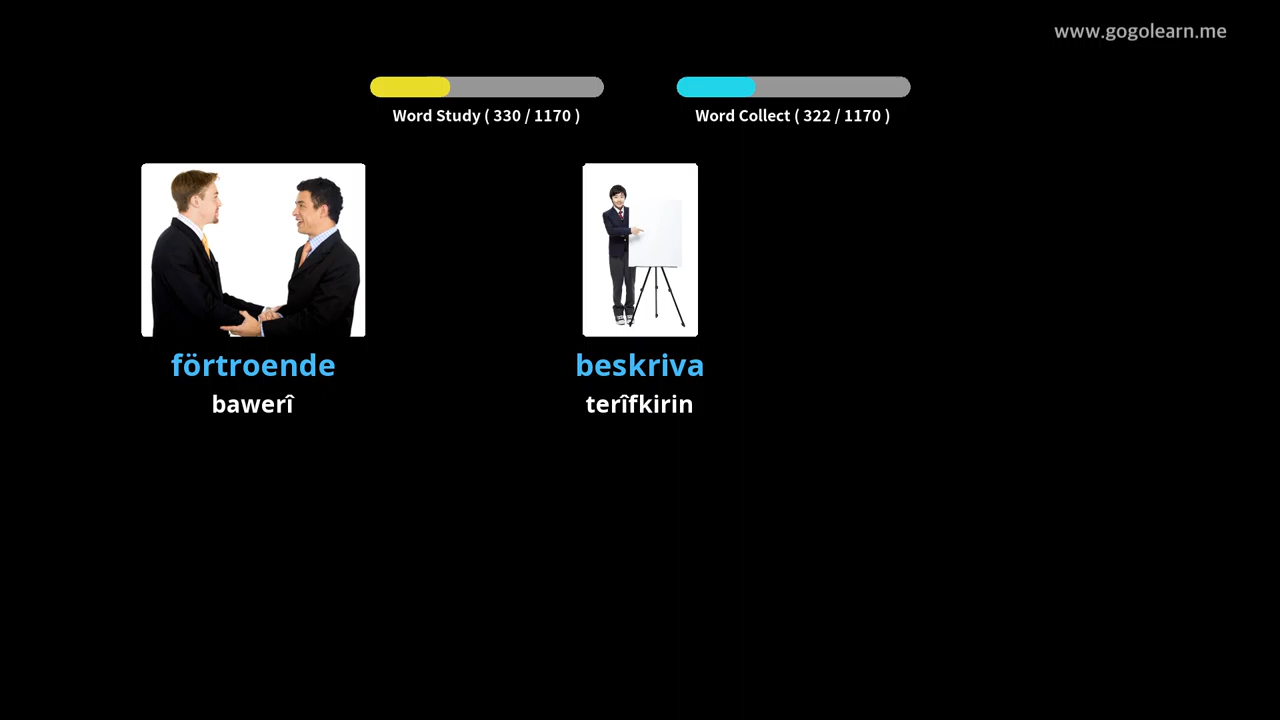 www.gogolearn.me
Word Study ( 330 / 1170 )
Word Collect ( 322 / 1170 )
förtroende
bawerî
beskriva
terîfkirin